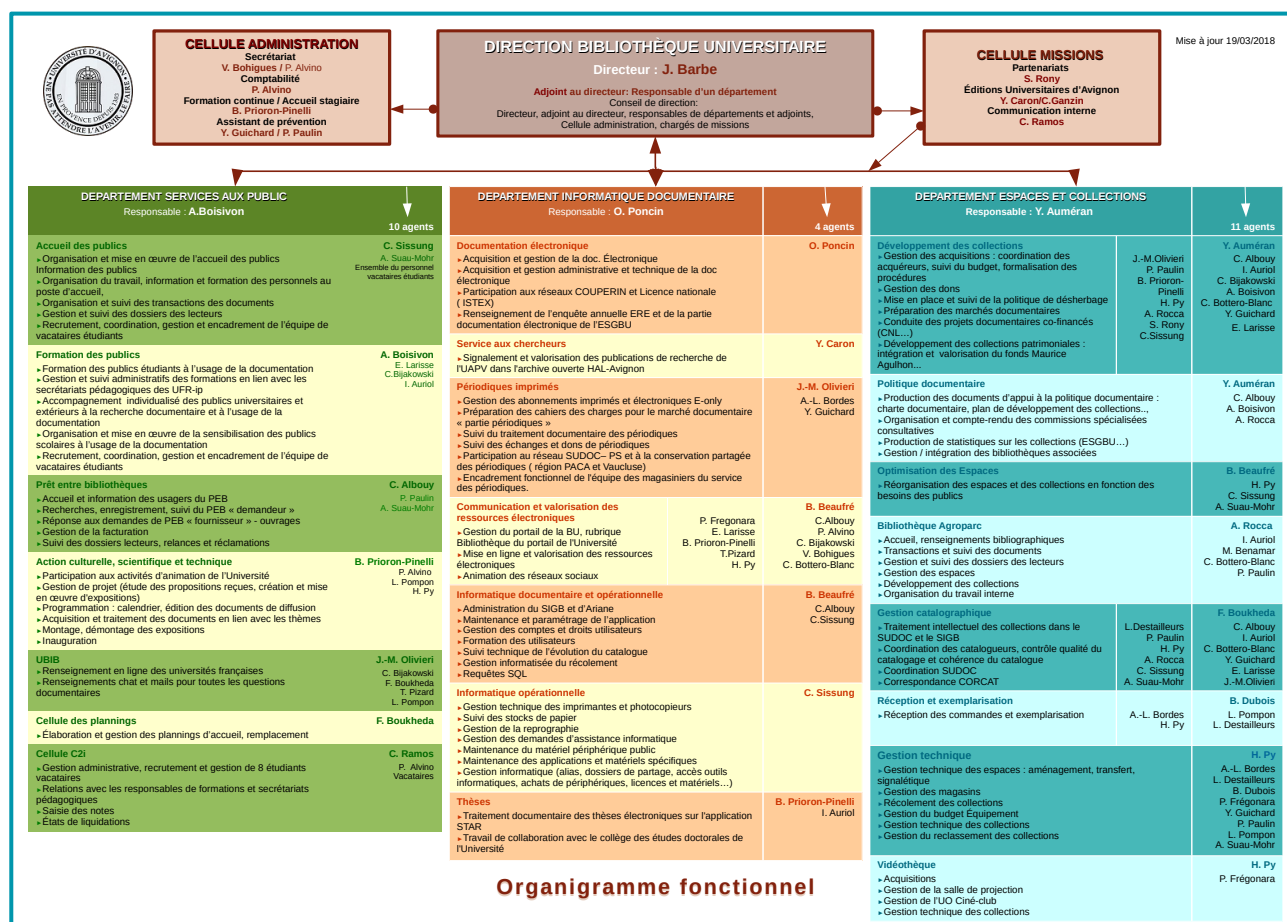 UNIVERSITÉ D'AVIGNON
EN PROVENCE DEPUIS 1303
NE PAS ATTENDRE L'AVENIR, LE FAIRE
CELLULE ADMINISTRATION
Secrétariat
V. Bohigues / P. Alvino
Comptabilité
P. Alvino
Formation continue / Accueil stagiaire
B. Prioron-Pinelli
Assistant de prévention
Y. Guichard / P. Paulin
DIRECTION BIBLIOTHÈQUE UNIVERSITAIRE
Directeur : J. Barbe
Adjoint au directeur: Responsable d'un département
Conseil de direction:
Directeur, adjoint au directeur, responsables de départements et adjoints,
Cellule administration, chargés de missions
CELLULE MISSIONS
Partenariats
S. Rony
Éditions Universitaires d'Avignon
Y. Caron/C.Ganzin
Communication interne
C. Ramos
Mise à jour 19/03/2018
DEPARTEMENT SERVICES AUX PUBLIC
Responsable : A.Boisivon
10 agents
Accueil des publics
C. Sissung
A. Suau-Mohr
Ensemble du personnel
vacataires étudiants
▸Organisation et mise en œuvre de l'accueil des publics
Information des publics
▸Organisation du travail, information et formation des personnels au
poste d'accueil,
▸Organisation et suivi des transactions des documents
▸Gestion et suivi des dossiers des lecteurs
▸Recrutement, coordination, gestion et encadrement de l'équipe de
vacataires étudiants
Formation des publics
A. Boisivon
E. Larisse
C.Bijakowski
I. Auriol
▸Formation des publics étudiants à l'usage de la documentation
▸Gestion et suivi administratifs des formations en lien avec les
secrétariats pédagogiques des UFR-ip
▸Accompagnement individualisé des publics universitaires et
extérieurs à la recherche documentaire et à l'usage de la
documentation
▸Organisation et mise en œuvre de la sensibilisation des publics
scolaires à l'usage de la documentation
▸Recrutement, coordination, gestion et encadrement de l'équipe de
vacataires étudiants
Prêt entre bibliothèques
C. Albouy
P. Paulin
A. Suau-Mohr
▸Accueil et information des usagers du PEB
▸Recherches, enregistrement, suivi du PEB « demandeur »
▸Réponse aux demandes de PEB « fournisseur » - ouvrages
▸Gestion de la facturation
▸Suivi des dossiers lecteurs, relances et réclamations
Action culturelle, scientifique et technique
B. Prioron-Pinelli
P. Alvino
L. Pompon
H. Py
▸Participation aux activités d'animation de l'Université
▸Gestion de projet (étude des propositions reçues, création et mise
en œuvre d'expositions)
▸Programmation : calendrier, édition des documents de diffusion
▸Acquisition et traitement des documents en lien avec les thèmes
▸Montage, démontage des expositions
▸Inauguration
UBIB
J.-M. Olivieri
C. Bijakowski
F. Boukheda
T. Pizard
L. Pompon
▸Renseignement en ligne des universités françaises
▸Renseignements chat et mails pour toutes les questions
documentaires
Cellule des plannings
F. Boukheda
▸Élaboration et gestion des plannings d'accueil, remplacement
Cellule C2i
C. Ramos
P. Alvino
Vacataires
▸Gestion administrative, recrutement et gestion de 8 étudiants
vacataires
▸Relations avec les responsables de formations et secrétariats
pédagogiques
▸Saisie des notes
▸États de liquidations
DEPARTEMENT INFORMATIQUE DOCUMENTAIRE
Responsable : O. Poncin
4 agents
Documentation électronique
O. Poncin
▸Acquisition et gestion de la doc. Électronique
▸Acquisition et gestion administrative et technique de la doc
électronique
▸Participation aux réseaux COUPERIN et Licence nationale
( ISTEX)
▸Renseignement de l'enquête annuelle ERE et de la partie
documentation électronique de l'ESGBU
Service aux chercheurs
Y. Caron
▸Signalement et valorisation des publications de recherche de
l'UAPV dans l'archive ouverte HAL-Avignon
Périodiques imprimés
J.-M. Olivieri
A.-L. Bordes
Y. Guichard
▸Gestion des abonnements imprimés et électroniques E-only
▸Préparation des cahiers des charges pour le marché documentaire
« partie périodiques »
▸Suivi du traitement documentaire des périodiques
▸Suivi des échanges et dons de périodiques
▸Participation au réseau SUDOC– PS et à la conservation partagée
des périodiques ( région PACA et Vaucluse)
▸Encadrement fonctionnel de l'équipe des magasiniers du service
des périodiques.
Communication et valorisation des
ressources électroniques
▸Gestion du portail de la BU, rubrique
Bibliothèque du portail de l'Université
▸Mise en ligne et valorisation des ressources
électroniques
▸Animation des réseaux sociaux
P. Fregonara
E. Larisse
B. Prioron-Pinelli
T.Pizard
H. Py
B. Beaufré
C.Albouy
P. Alvino
C. Bijakowski
V. Bohigues
C. Bottero-Blanc
Informatique documentaire et opérationnelle
B. Beaufré
C.Albouy
C.Sissung
▸Administration du SIGB et d'Ariane
▸Maintenance et paramétrage de l'application
▸Gestion des comptes et droits utilisateurs
▸Formation des utilisateurs
▸Suivi technique de l'évolution du catalogue
▸Gestion informatisée du récolement
▸Requêtes SQL
Informatique opérationnelle
C. Sissung
▸Gestion technique des imprimantes et photocopieurs
▸Suivi des stocks de papier
▸Gestion de la reprographie
▸Gestion des demandes d'assistance informatique
▸Maintenance du matériel périphérique public
▸Maintenance des applications et matériels spécifiques
▸Gestion informatique (alias, dossiers de partage, accès outils
informatiques, achats de périphériques, licences et matériels…)
Thèses
B. Prioron-Pinelli
I. Auriol
▸Traitement documentaire des thèses électroniques sur l'application
STAR
▸Travail de collaboration avec le collège des études doctorales de
l'Université
Organigramme fonctionnel
DEPARTEMENT ESPACES ET COLLECTIONS
Responsable : Y. Auméran
11 agents
Développement des collections
▸Gestion des acquisitions : coordination des
acquéreurs, suivi du budget, formalisation des
procédures
▸Gestion des dons
▸Mise en place et suivi de la politique de désherbage
▸Préparation des marchés documentaires
▸Conduite des projets documentaires co-financés
(CNL…)
▸Développement des collections patrimoniales :
intégration et valorisation du fonds Maurice
Agulhon...
J.-M.Olivieri
P. Paulin
B. Prioron-
Pinelli
H. Py
A. Rocca
S. Rony
C.Sissung
Y. Auméran
C. Albouy
I. Auriol
C. Bijakowski
A. Boisivon
C. Bottero-Blanc
Y. Guichard
E. Larisse
Politique documentaire
Y. Auméran
C. Albouy
A. Boisivon
A. Rocca
▸Production des documents d'appui à la politique documentaire :
charte documentaire, plan de développement des collections..,
▸Organisation et compte-rendu des commissions spécialisées
consultatives
▸Production de statistiques sur les collections (ESGBU…)
▸Gestion / intégration des bibliothèques associées
Optimisation des Espaces
B. Beaufré
H. Py
C. Sissung
A. Suau-Mohr
▸Réorganisation des espaces et des collections en fonction des
besoins des publics
Bibliothèque Agroparc
A. Rocca
I. Auriol
M. Benamar
C. Bottero-Blanc
P. Paulin
▸Accueil, renseignements bibliographiques
▸Transactions et suivi des documents
▸Gestion et suivi des dossiers des lecteurs
▸Gestion des espaces
▸Développement des collections
▸Organisation du travail interne
Gestion catalographique
▸Traitement intellectuel des collections dans le
SUDOC et le SIGB
▸Coordination des catalogueurs, contrôle qualité du
catalogage et cohérence du catalogue
▸Coordination SUDOC
▸Correspondance CORCAT
L.Destailleurs
P. Paulin
H. Py
A. Rocca
C. Sissung
A. Suau-Mohr
F. Boukheda
C. Albouy
I. Auriol
C. Bottero-Blanc
Y. Guichard
E. Larisse
J.-M.Olivieri
Réception et exemplarisation
▸Réception des commandes et exemplarisation
A.-L. Bordes
H. Py
B. Dubois
L. Pompon
L. Destailleurs
Gestion technique
H. Py
A.-L. Bordes
L. Destailleurs
B. Dubois
P. Frégonara
Y. Guichard
P. Paulin
L. Pompon
A. Suau-Mohr
▸Gestion technique des espaces : aménagement, transfert,
signalétique
▸Gestion des magasins
▸Récolement des collections
▸Gestion du budget Équipement
▸Gestion technique des collections
▸Gestion du reclassement des collections
Vidéothèque
H. Py
P. Frégonara
▸Acquisitions
▸Gestion de la salle de projection
▸Gestion de l'UO Ciné-club
▸Gestion technique des collections